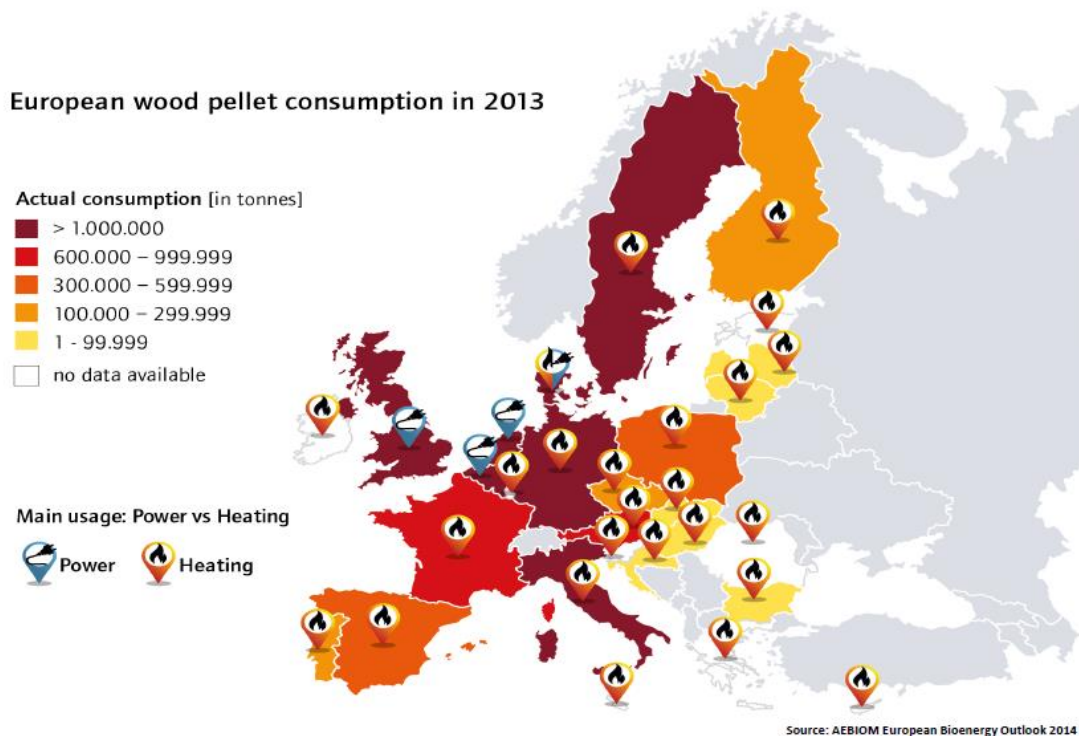 European wood pellet consumption in 2013
Actual consumption [in tonnes]
> 1.000.000
600.000 – 999.999
300.000 – 599.999
100.000 – 299.999
1 - 99.999
no data available
Main usage: Power vs Heating
Power Heating
Source: AEBIOM European Bioenergy Outlook 2014